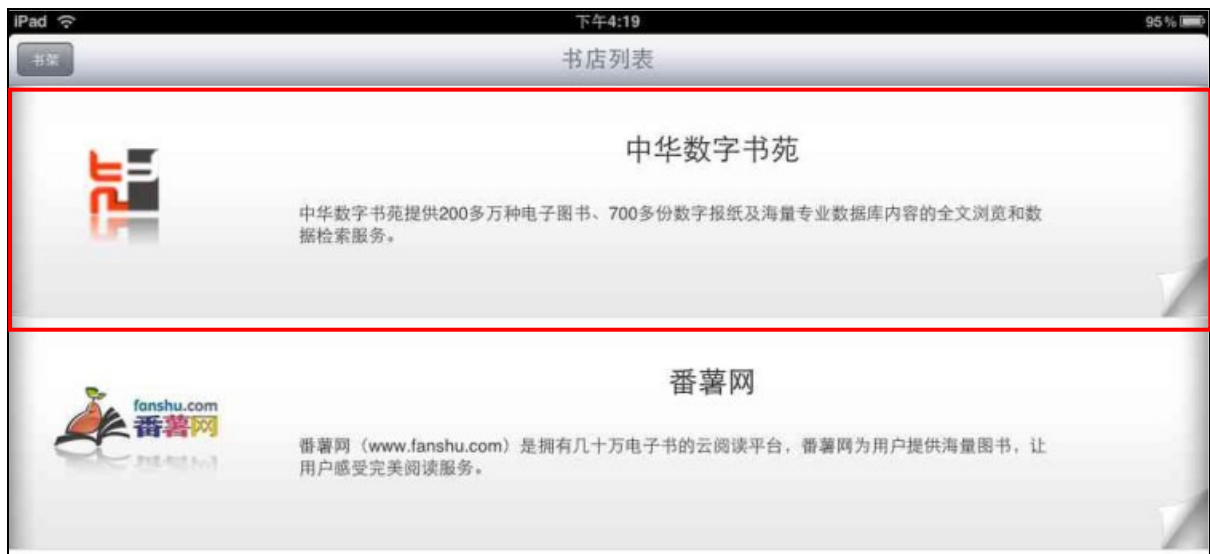 iPad 下午4:19 95%
书架 书店列表
中华数字书苑
中华数字书苑提供200多万种电子图书、700多份数字报纸及海量专业数据库内容的全文浏览和数
据检索服务。
番薯网
fanshu.com
番薯网
番薯网（www.fanshu.com）是拥有几十万电子书的云阅读平台，番薯网为用户提供海量图书，让
用户感受完美阅读服务。